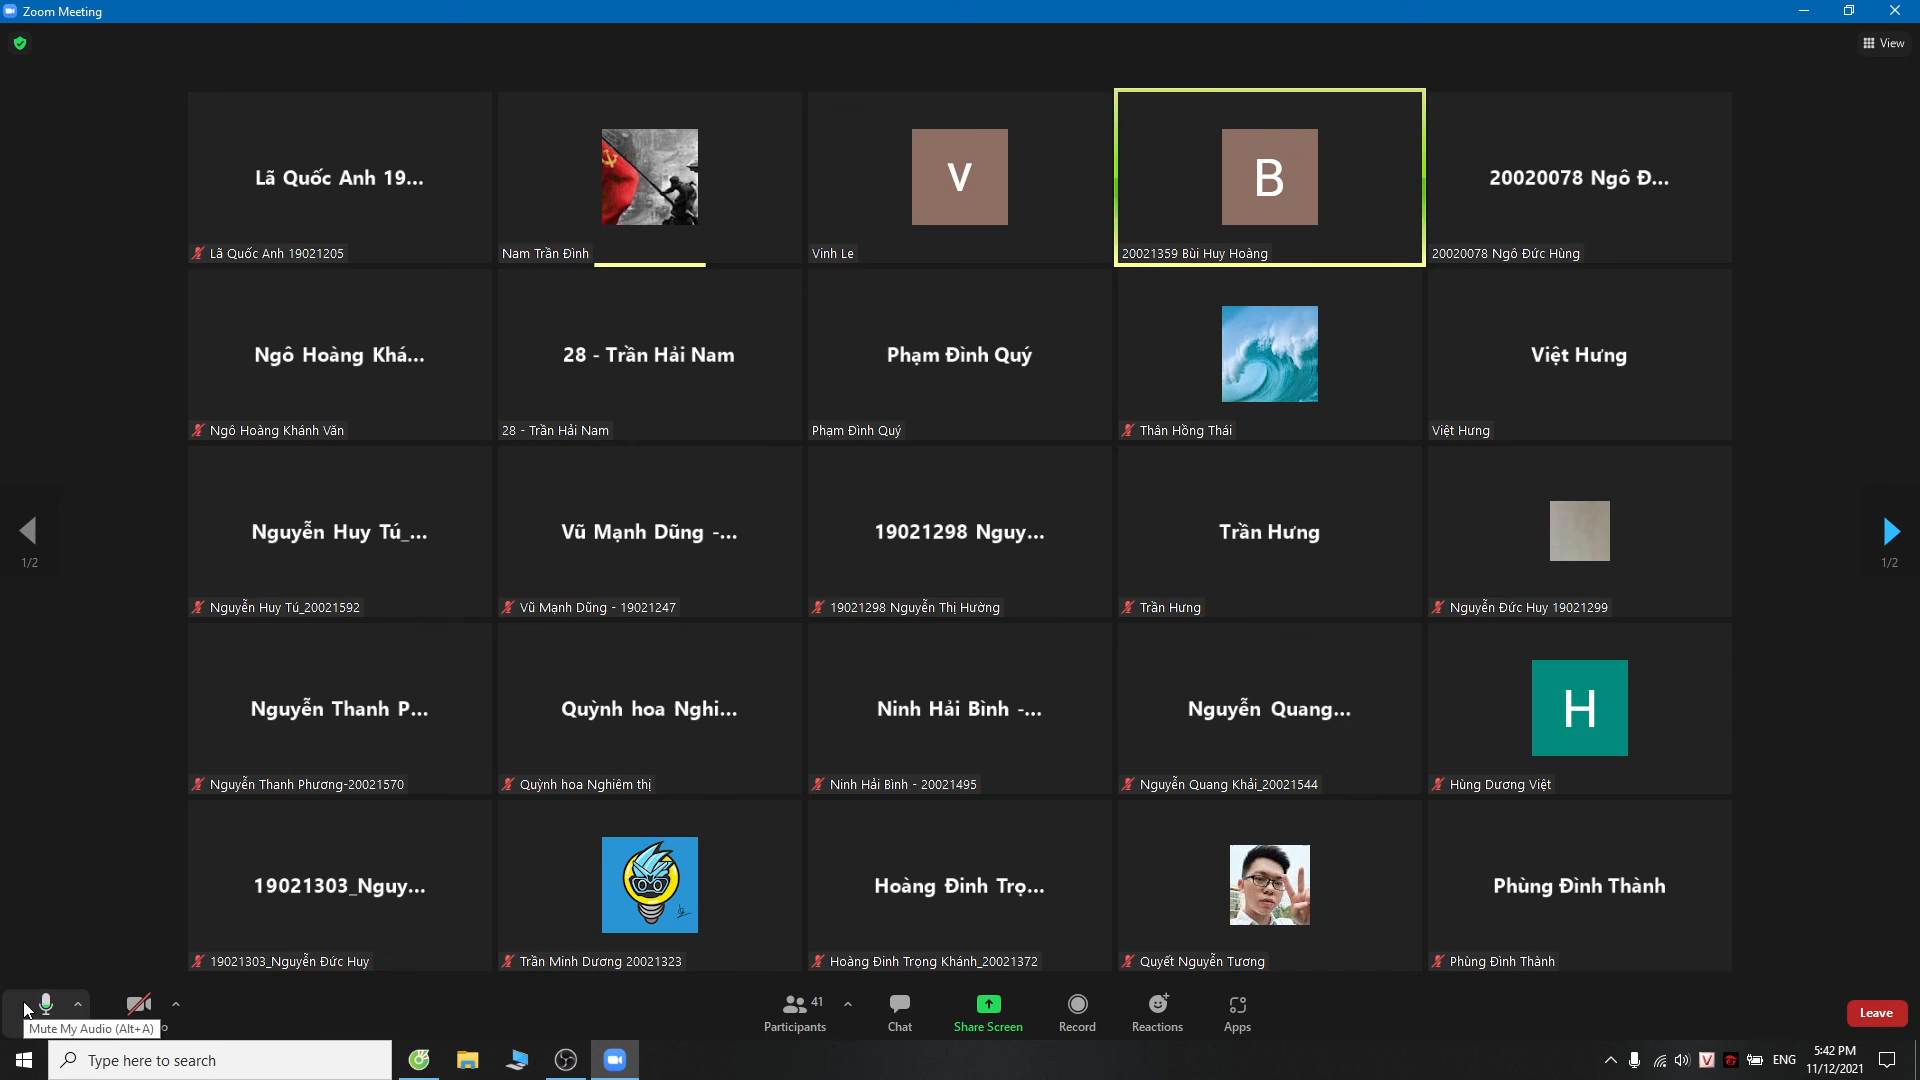 Zoom Meeting
View
Lã Quốc Anh 19...
V
B
20020078 Ngô Đ...
Lã Quốc Anh 19021205
Nam Trần Đình
Vinh Le
20021359 Bùi Huy Hoàng
20020078 Ngô Đức Hùng
Ngô Hoàng Khá...
28 - Trần Hải Nam
Phạm Đình Quý
Việt Hưng
Ngô Hoàng Khánh Văn
28 - Trần Hải Nam
Phạm Đình Quý
Thân Hồng Thái
Việt Hưng
Nguyễn Huy Tú_...
Vũ Mạnh Dũng -...
19021298 Nguy...
Trần Hưng
1/2
1/2
Nguyễn Huy Tú_20021592
Vũ Mạnh Dũng - 19021247
19021298 Nguyễn Thị Hường
Trần Hưng
Nguyễn Đức Huy 19021299
Nguyễn Thanh P...
Quỳnh hoa Nghi...
Ninh Hải Bình -...
Nguyễn Quang...
H
Nguyễn Thanh Phương-20021570
Quỳnh hoa Nghiêm thị
Ninh Hải Bình - 20021495
Nguyễn Quang Khải_20021544
Hùng Dương Việt
19021303_Nguy...
Hoàng Đinh Trọ...
Phùng Đình Thành
19021303_Nguyễn Đức Huy
Trần Minh Dương 20021323
Hoàng Đinh Trọng Khánh_20021372
Quyết Nguyễn Tương
Phùng Đình Thành
41
Participants
Chat
Share Screen
Record
Reactions
Apps
Leave
Mute My Audio (Alt+A)
o
Type here to search
V
ENG
5:42 PM
11/12/2021